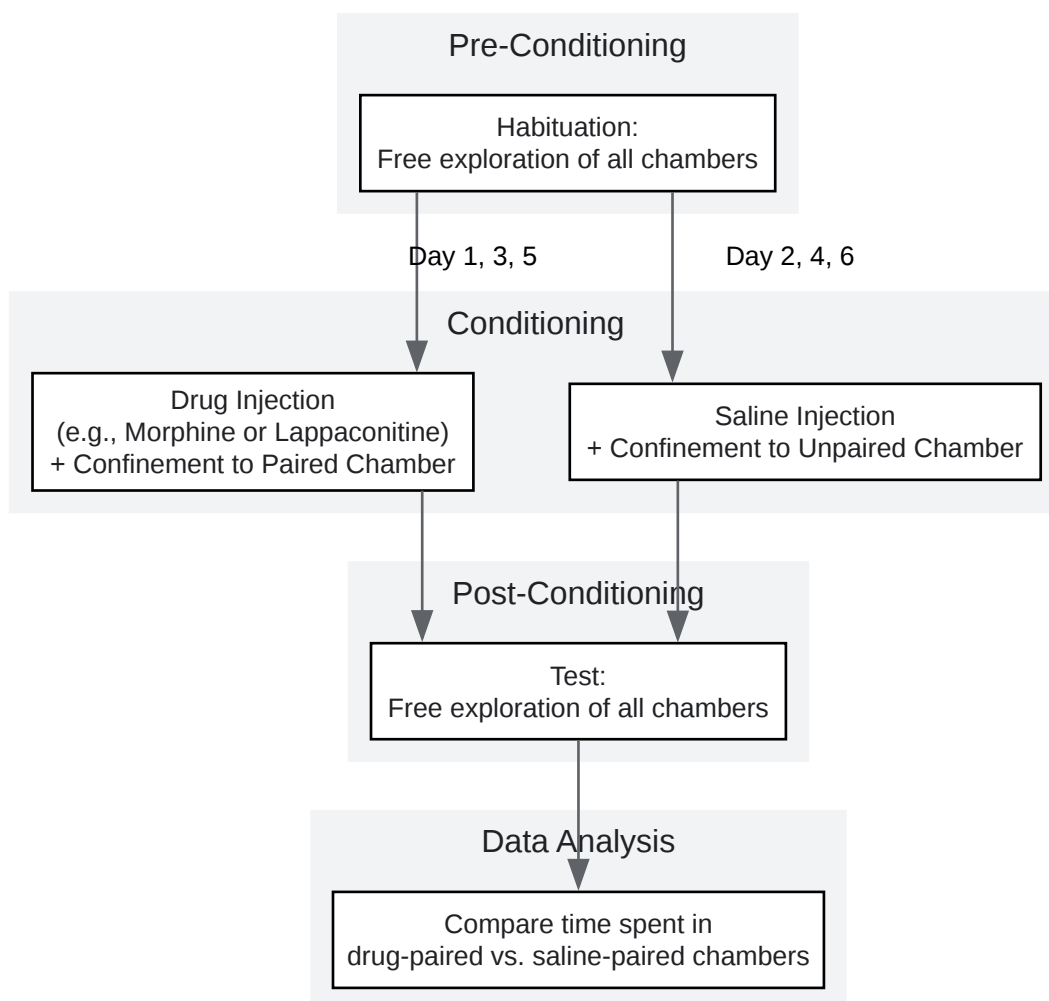 Pre-Conditioning
Habituation:
Free exploration of all chambers
Day 1, 3, 5
Day 2, 4, 6
Conditioning
Drug Injection
(e.g., Morphine or Lappaconitine)
+ Confinement to Paired Chamber
Saline Injection
+ Confinement to Unpaired Chamber
Post-Conditioning
Test:
Free exploration of all chambers
Data Analysis
Compare time spent in
drug-paired vs. saline-paired chambers